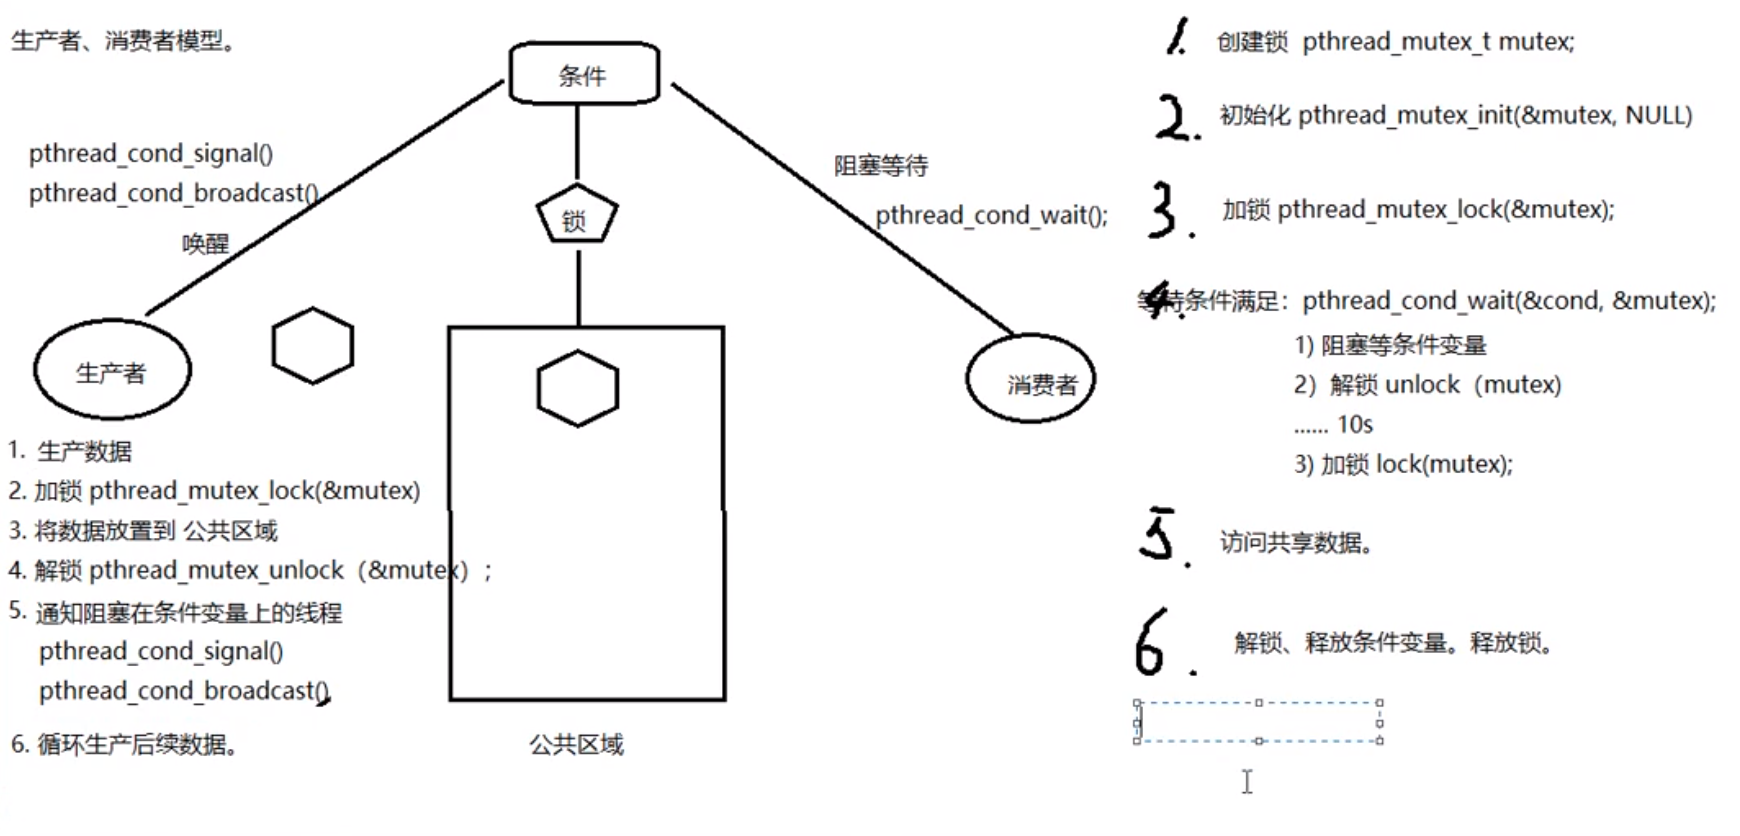 生产者、消费者模型。
条件
pthread_cond_signal()
pthread_cond_broadcast()
唤醒
锁
阻塞等待
pthread_cond_wait();
生产者
消费者
1. 生产数据
2. 加锁 pthread_mutex_lock(&mutex)
3. 将数据放置到 公共区域
4. 解锁 pthread_mutex_unlock（&mutex）;
5. 通知阻塞在条件变量上的线程
pthread_cond_signal()
pthread_cond_broadcast()
6. 循环生产后续数据。
公共区域
1. 创建锁 pthread_mutex_t mutex;
2. 初始化 pthread_mutex_init(&mutex, NULL)
3. 加锁 pthread_mutex_lock(&mutex);
4. 等待条件满足：pthread_cond_wait(&cond, &mutex);
1) 阻塞等条件变量
2）解锁 unlock（mutex)
...... 10s
3) 加锁 lock(mutex);
5. 访问共享数据。
6. 解锁、释放条件变量。释放锁。